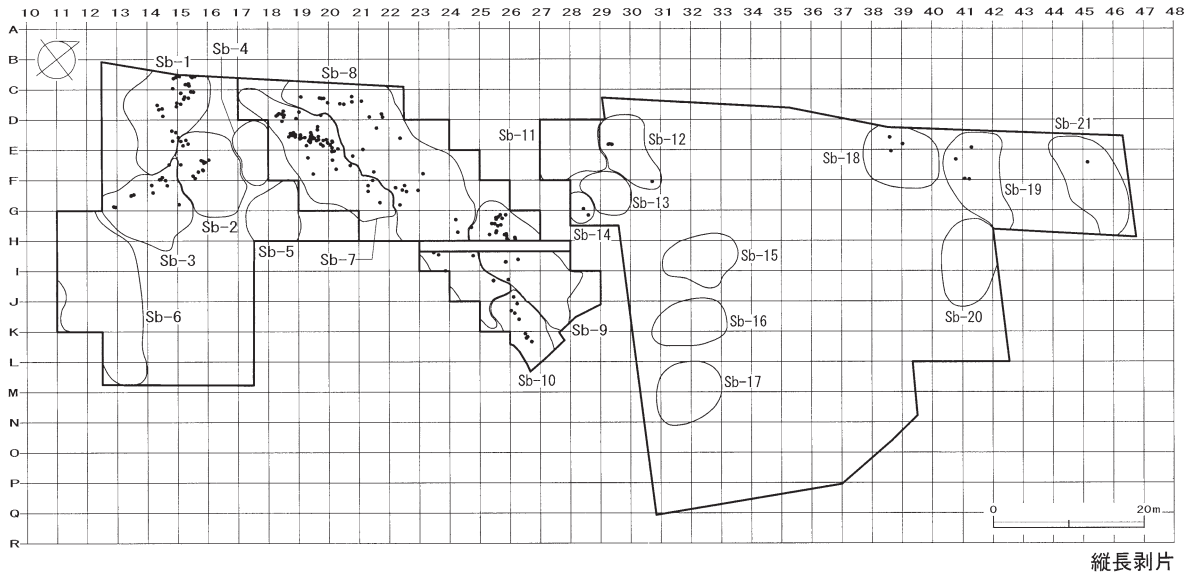 10 11 12 13 14 15 16 17 18 19 20 21 22 23 24 25 26 27 28 29 30 31 32 33 34 35 36 37 38 39 40 41 42 43 44 45 46 47 48
A
B
C
D
E
F
G
H
I
J
K
L
M
N
O
P
Q
R
Sb-4
Sb-1
Sb-8
Sb-11
Sb-12
Sb-18
Sb-21
Sb-19
Sb-13
Sb-2
Sb-5
Sb-14
Sb-3
Sb-7
Sb-15
Sb-6
Sb-9
Sb-16
Sb-20
Sb-10
Sb-17
0 20m
縦長剥片